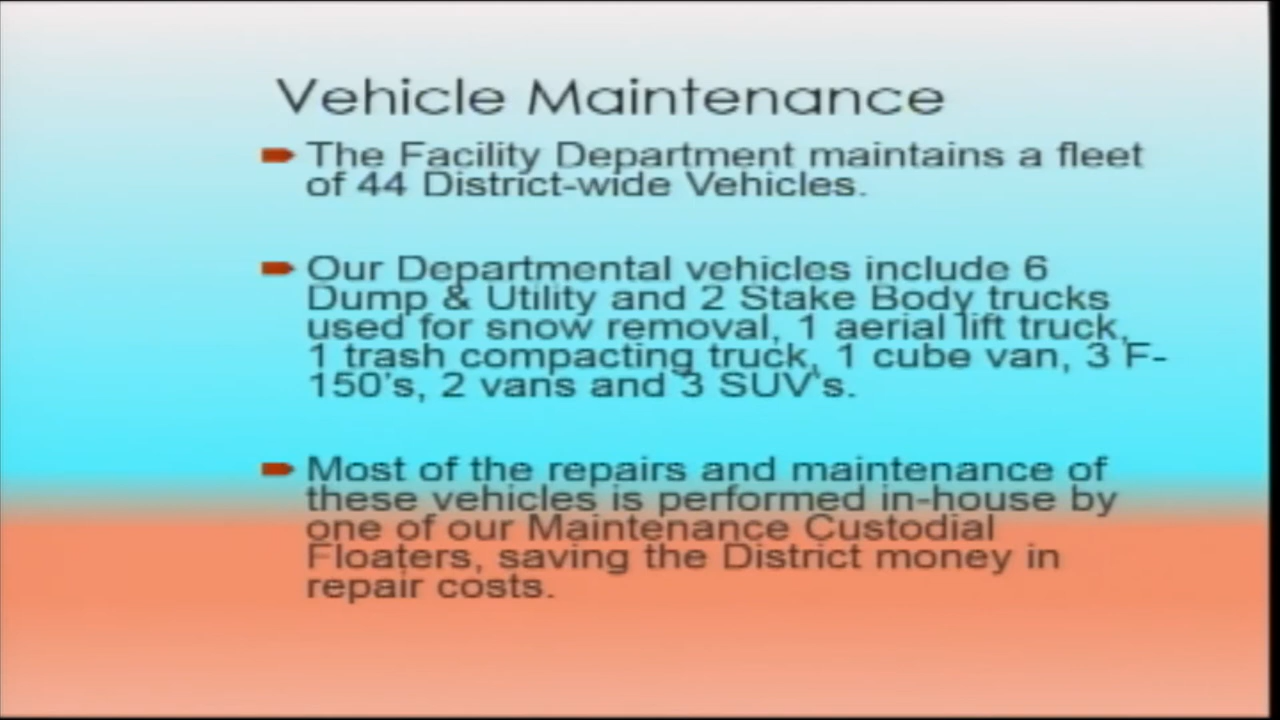 Vehicle Maintenance
The Facility Department maintains a fleet
of 44 District-wide Vehicles.
Our Departmental vehicles include 6
Dump & Utility and 2 Stake Body trucks
used for snow removal, 1 aerial lift truck,
1 trash compacting truck, 1 cube van, 3 F-
150's, 2 vans and 3 SUV's.
Most of the repairs and maintenance of
these vehicles is performed in-house by
one of our Maintenance Custodial
Floaters, saving the District money in
repair costs.